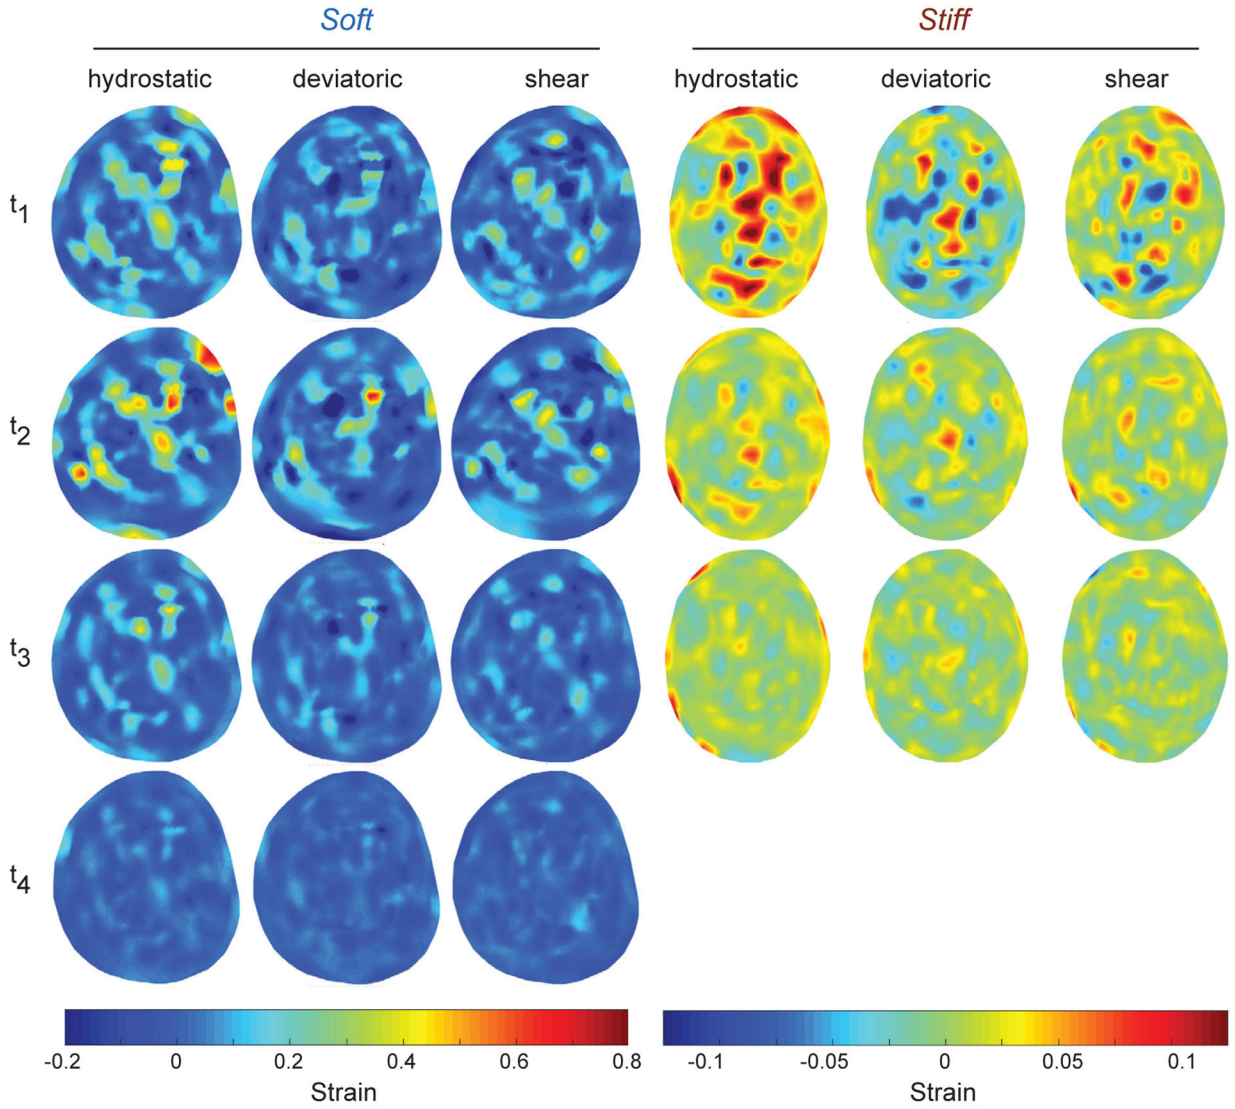 Soft Stiff
hydrostatic deviatoric shear hydrostatic deviatoric shear
t1
t2
t3
t4
-0.2 0 0.2 0.4 0.6 0.8 -0.1 -0.05 0 0.05 0.1
Strain Strain